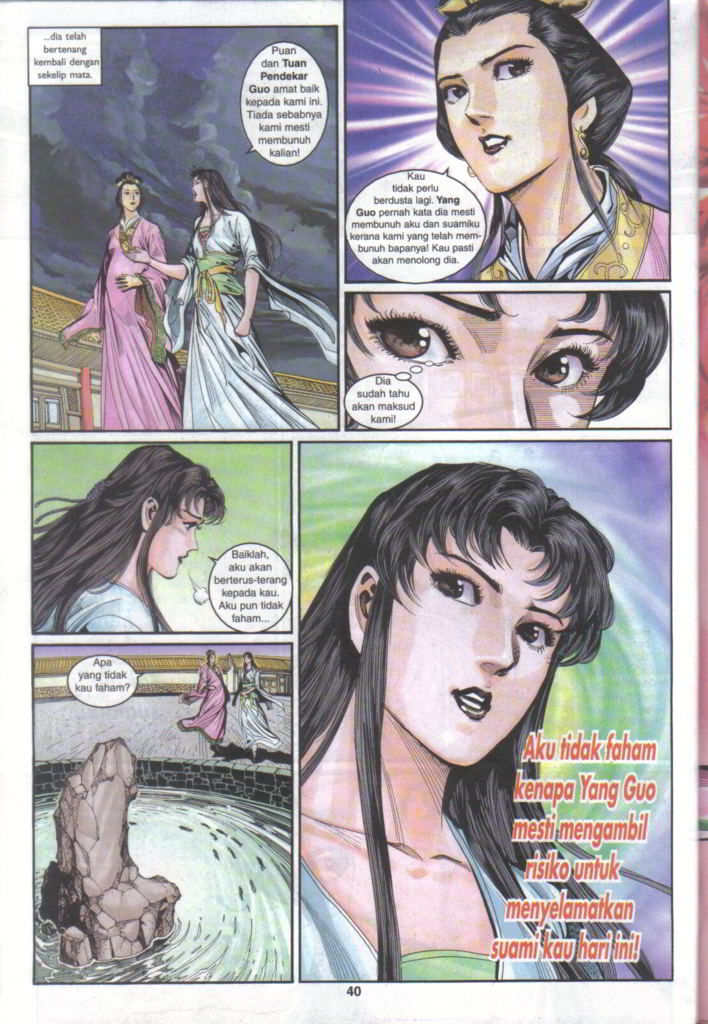 ...dia telah
bertenang
kembali dengan
sekelip mata.
Puan
dan Tuan
Pendekar
Guo amat baik
kepada kami ini.
Tiada sebabnya
kami mesti
membunuh
kalian!
Kau
tidak perlu
berdusta lagi. Yang
Guo pernah kata dia mesti
membunuh aku dan suamiku
kerana kami yang telah mem-
bunuh bapanya! Kau pasti
akan menolong dia.
Dia
sudah tahu
akan maksud
kami!
Baiklah,
aku akan
berterus-terang
kepada kau.
Aku pun tidak
faham...
Apa
yang tidak
kau faham?
Aku tidak faham
kenapa Yang Guo
mesti mengambil
risiko untuk
menyelamatkan
suami kau hari ini!
40